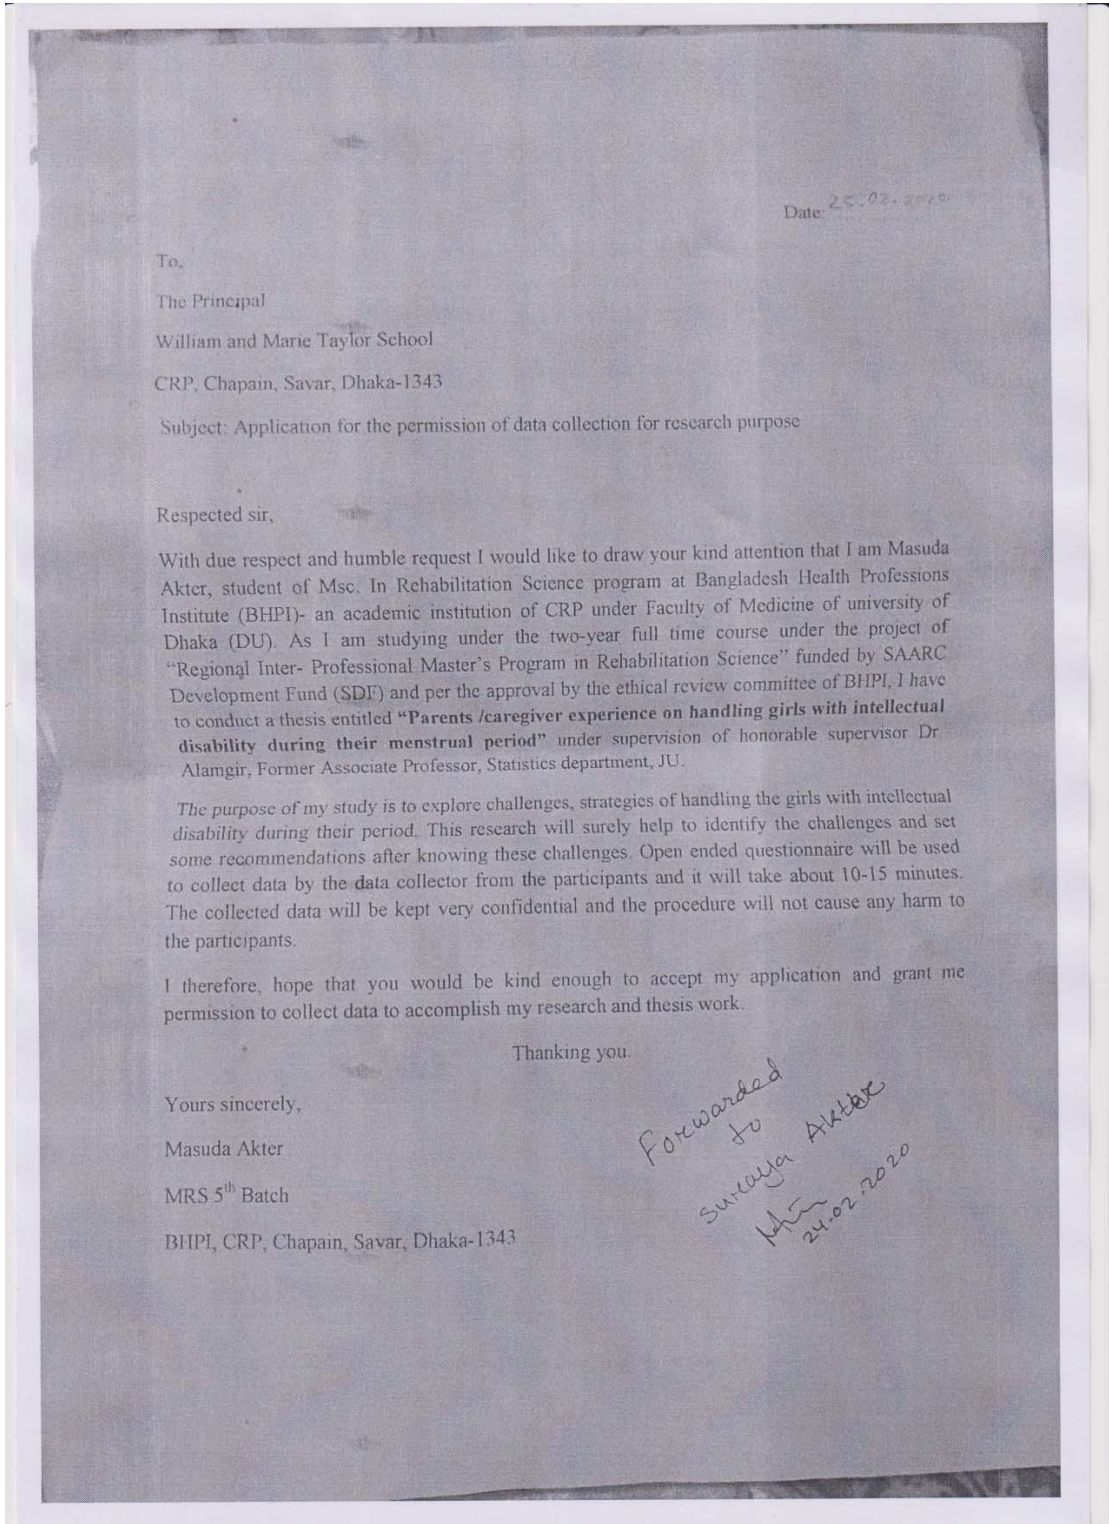 Date: 25.02.2020
To,
The Principal
William and Marie Taylor School
CRP, Chapain, Savar, Dhaka-1343
Subject: Application for the permission of data collection for research purpose
Respected sir,
With due respect and humble request I would like to draw your kind attention that I am Masuda
Akter, student of Msc. In Rehabilitation Science program at Bangladesh Health Professions
Institute (BHPI)- an academic institution of CRP under Faculty of Medicine of university of
Dhaka (DU). As I am studying under the two-year full time course under the project of
“Regional Inter- Professional Master’s Program in Rehabilitation Science” funded by SAARC
Development Fund (SDF) and per the approval by the ethical review committee of BHPI, I have
to conduct a thesis entitled “Parents /caregiver experience on handling girls with intellectual
disability during their menstrual period” under supervision of honorable supervisor Dr.
Alamgir, Former Associate Professor, Statistics department, JU.
The purpose of my study is to explore challenges, strategies of handling the girls with intellectual
disability during their period. This research will surely help to identify the challenges and set
some recommendations after knowing these challenges. Open ended questionnaire will be used
to collect data by the data collector from the participants and it will take about 10-15 minutes.
The collected data will be kept very confidential and the procedure will not cause any harm to
the participants.
I therefore, hope that you would be kind enough to accept my application and grant me
permission to collect data to accomplish my research and thesis work.
Thanking you.
Yours sincerely,
Masuda Akter
MRS 5th Batch
BHPI, CRP, Chapain, Savar, Dhaka-1343
Forwarded
to
Suraiya Akter
24.02.2020